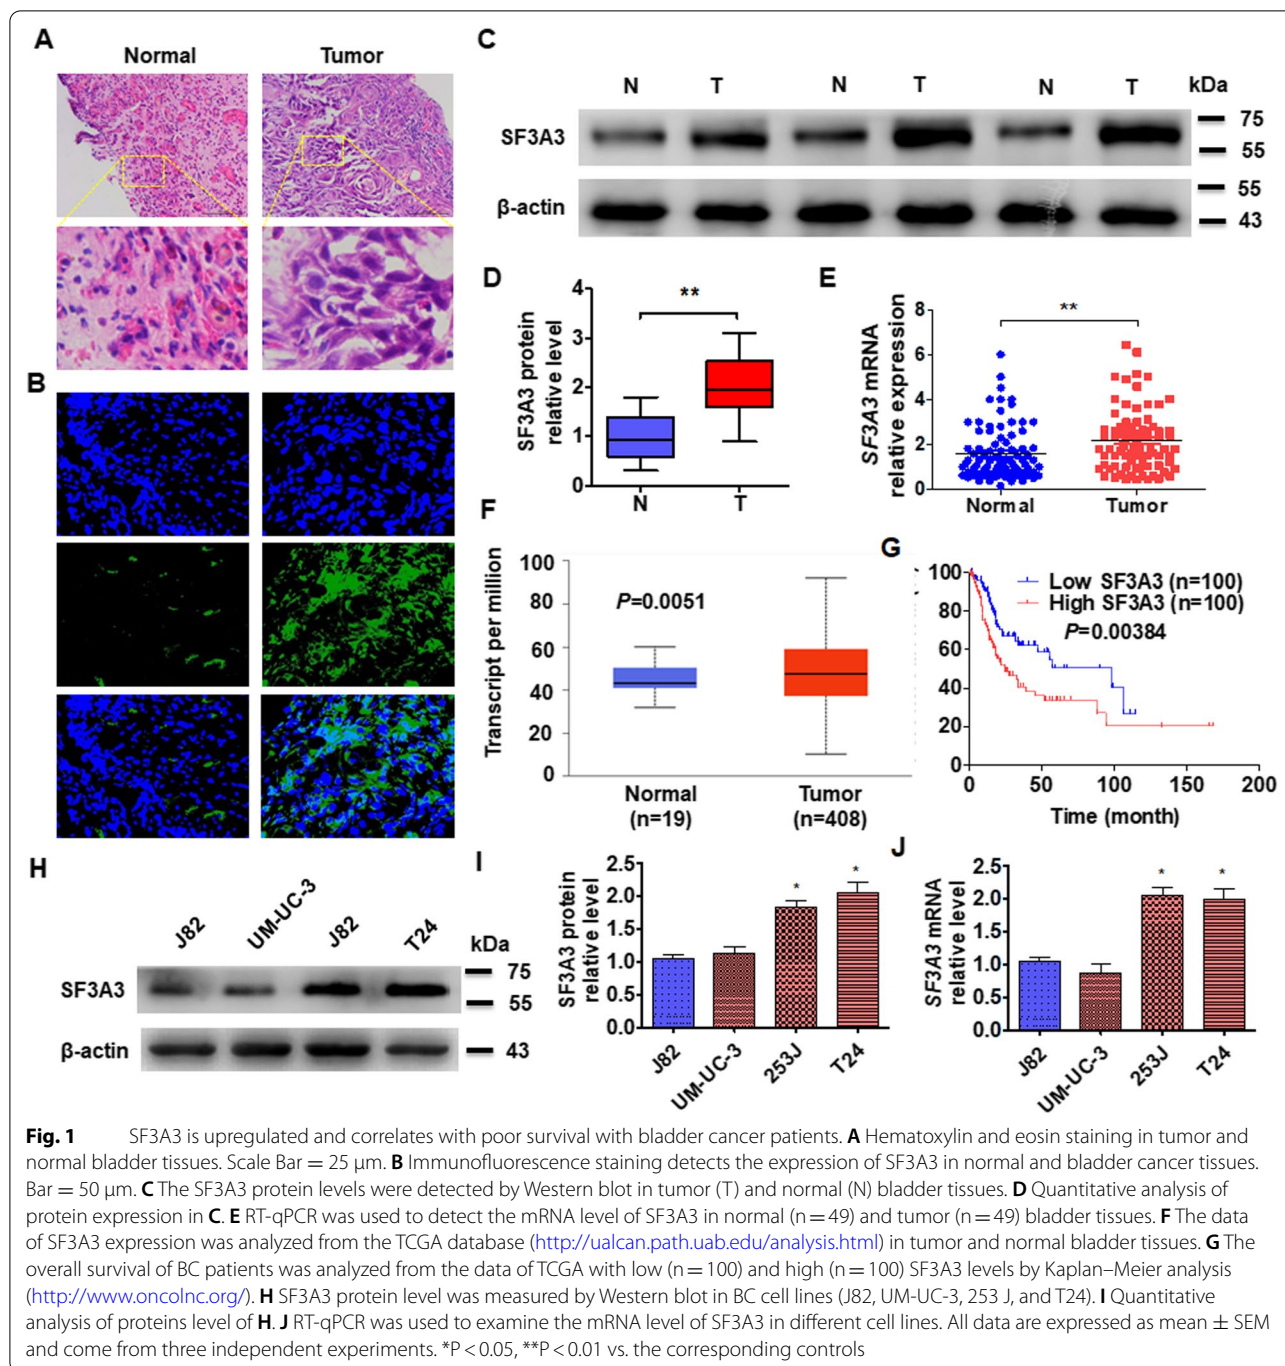 A
Normal
Tumor
B
C
N T N T N T kDa
SF3A3
75
55
β-actin
55
43
D
SF3A3 protein
relative level
4
3
2
1
0
**
N T
E
SF3A3 mRNA
relative expression
8
6
4
2
0
**
Normal Tumor
F
Transcript per million
100
80
60
40
20
0
P=0.0051
Normal
(n=19)
Tumor
(n=408)
G
100
80
60
40
20
0
Low SF3A3 (n=100)
High SF3A3 (n=100)
P=0.00384
0 50 100 150 200
Time (month)
H
J82 UM-UC-3 J82 T24
kDa
SF3A3
75
55
β-actin
43
I
SF3A3 protein
relative level
2.5
2.0
1.5
1.0
0.5
0.0
* *
J82 UM-UC-3 253J T24
J
SF3A3 mRNA
relative level
2.5
2.0
1.5
1.0
0.5
0.0
* *
J82 UM-UC-3 253J T24
Fig. 1 SF3A3 is upregulated and correlates with poor survival with bladder cancer patients. A Hematoxylin and eosin staining in tumor and
normal bladder tissues. Scale Bar = 25 μm. B Immunofluorescence staining detects the expression of SF3A3 in normal and bladder cancer tissues.
Bar = 50 μm. C The SF3A3 protein levels were detected by Western blot in tumor (T) and normal (N) bladder tissues. D Quantitative analysis of
protein expression in C. E RT-qPCR was used to detect the mRNA level of SF3A3 in normal (n = 49) and tumor (n = 49) bladder tissues. F The data
of SF3A3 expression was analyzed from the TCGA database (http://ualcan.path.uab.edu/analysis.html) in tumor and normal bladder tissues. G The
overall survival of BC patients was analyzed from the data of TCGA with low (n = 100) and high (n = 100) SF3A3 levels by Kaplan–Meier analysis
(http://www.oncolnc.org/). H SF3A3 protein level was measured by Western blot in BC cell lines (J82, UM-UC-3, 253 J, and T24). I Quantitative
analysis of proteins level of H. J RT-qPCR was used to examine the mRNA level of SF3A3 in different cell lines. All data are expressed as mean ± SEM
and come from three independent experiments. *P < 0.05, **P < 0.01 vs. the corresponding controls